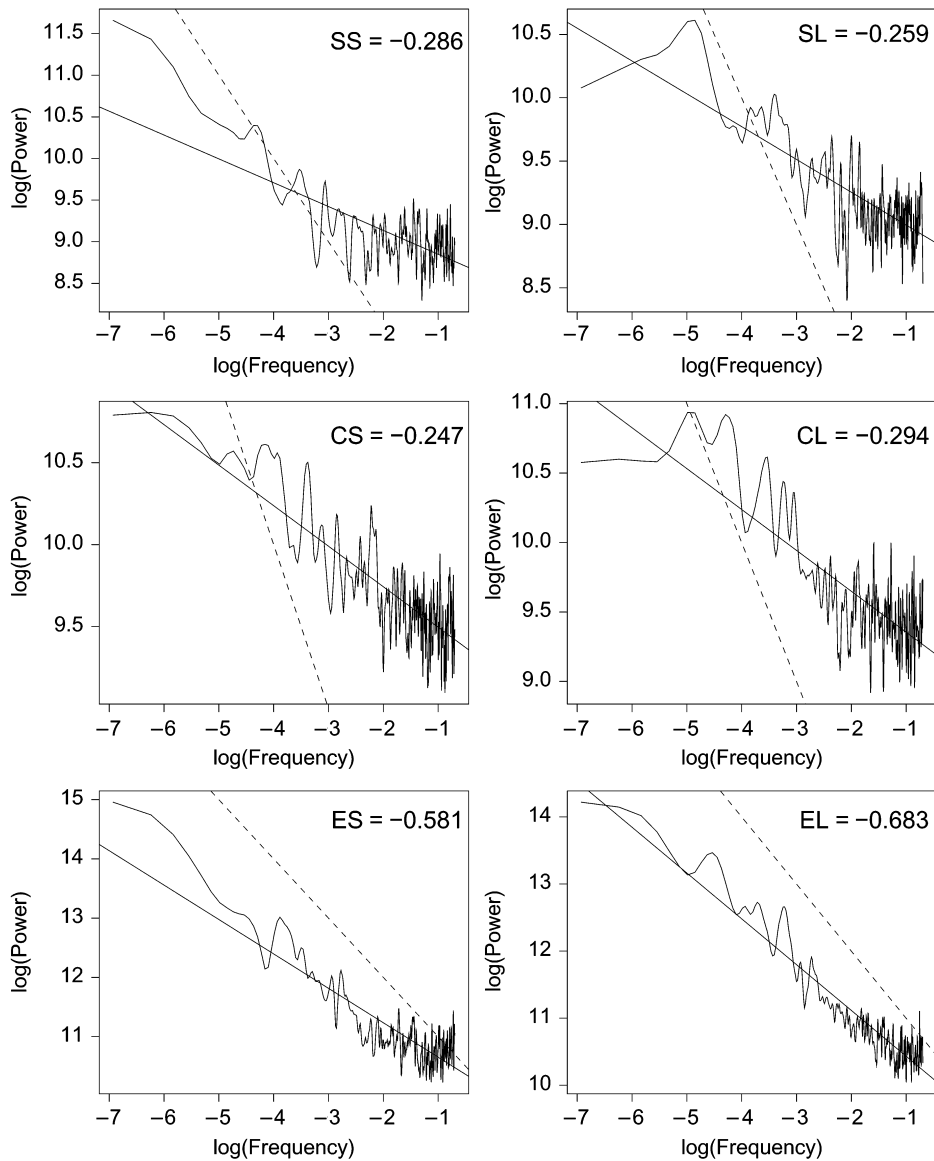 SS = −0.286
log(Power)
11.5
11.0
10.5
10.0
9.5
9.0
8.5
−7 −6 −5 −4 −3 −2 −1
log(Frequency)
SL = −0.259
log(Power)
10.5
10.0
9.5
9.0
8.5
−7 −6 −5 −4 −3 −2 −1
log(Frequency)
CS = −0.247
log(Power)
10.5
10.0
9.5
−7 −6 −5 −4 −3 −2 −1
log(Frequency)
CL = −0.294
log(Power)
11.0
10.5
10.0
9.5
9.0
−7 −6 −5 −4 −3 −2 −1
log(Frequency)
ES = −0.581
log(Power)
15
14
13
12
11
−7 −6 −5 −4 −3 −2 −1
log(Frequency)
EL = −0.683
log(Power)
14
13
12
11
10
−7 −6 −5 −4 −3 −2 −1
log(Frequency)